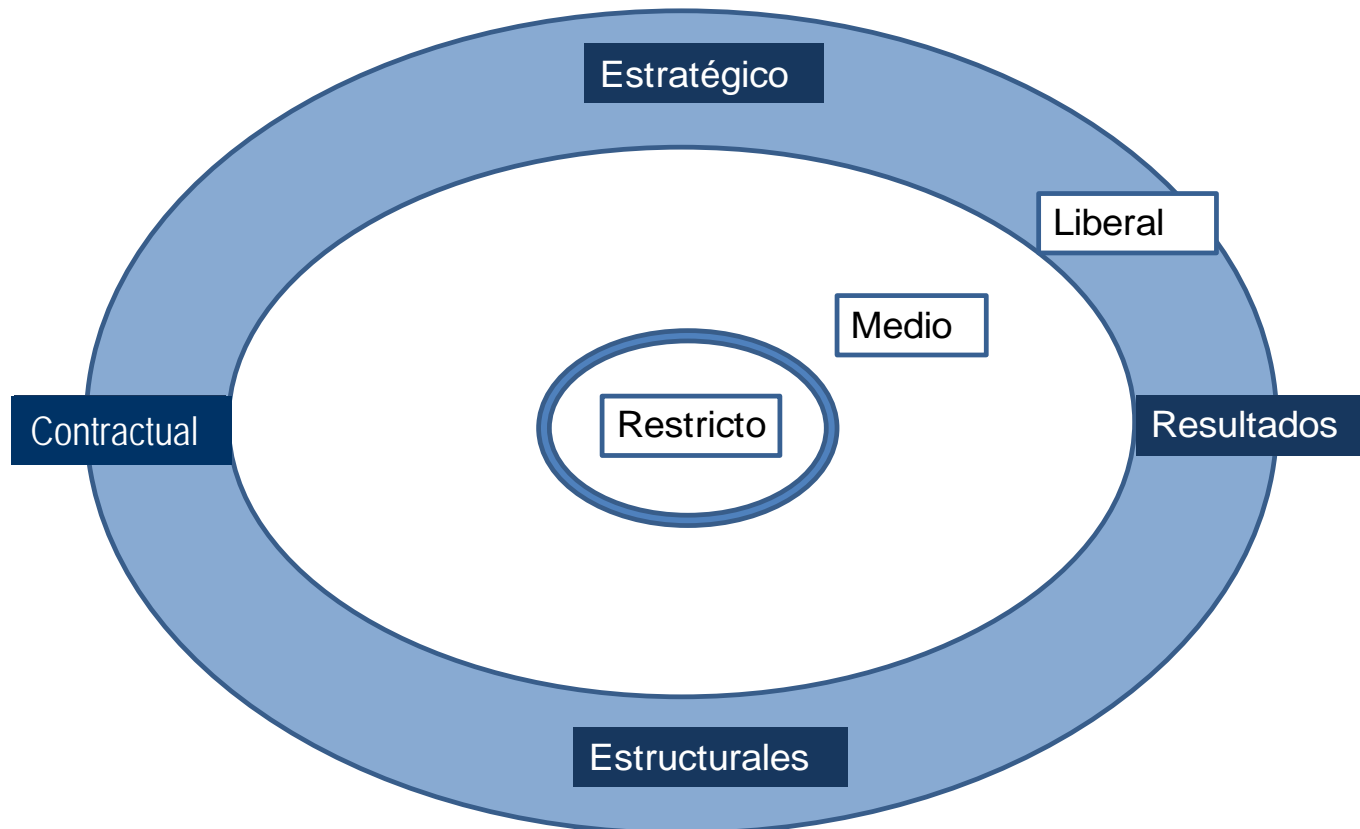 Estratégico
Liberal
Medio
Restricto
Contractual
Resultados
Estructurales